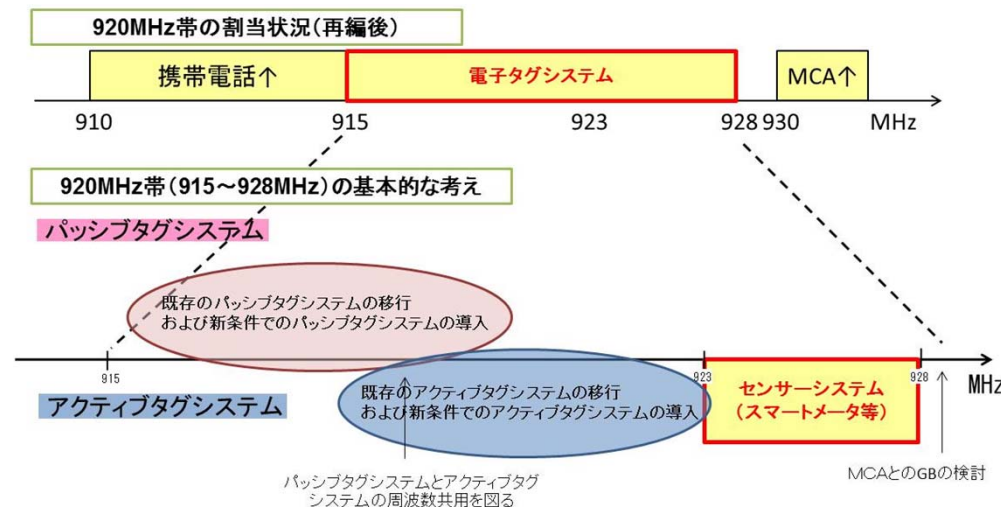 920MHz帯の割当状況(再編後)
携帯電話↑
電子タグシステム
MCA↑
910 915 923 928 930 MHz
920MHz帯(915~928MHz)の基本的な考え
パッシブタグシステム
既存のパッシブタグシステムの移行
および新条件でのパッシブタグシステムの導入
915 923 928 MHz
アクティブタグシステム
既存のアクティブタグシステムの移行
および新条件でのアクティブタグシステムの導入
センサーシステム
(スマートメータ等)
パッシブタグシステムとアクティブタグ
システムの周波数共用を図る
MCAとのGBの検討